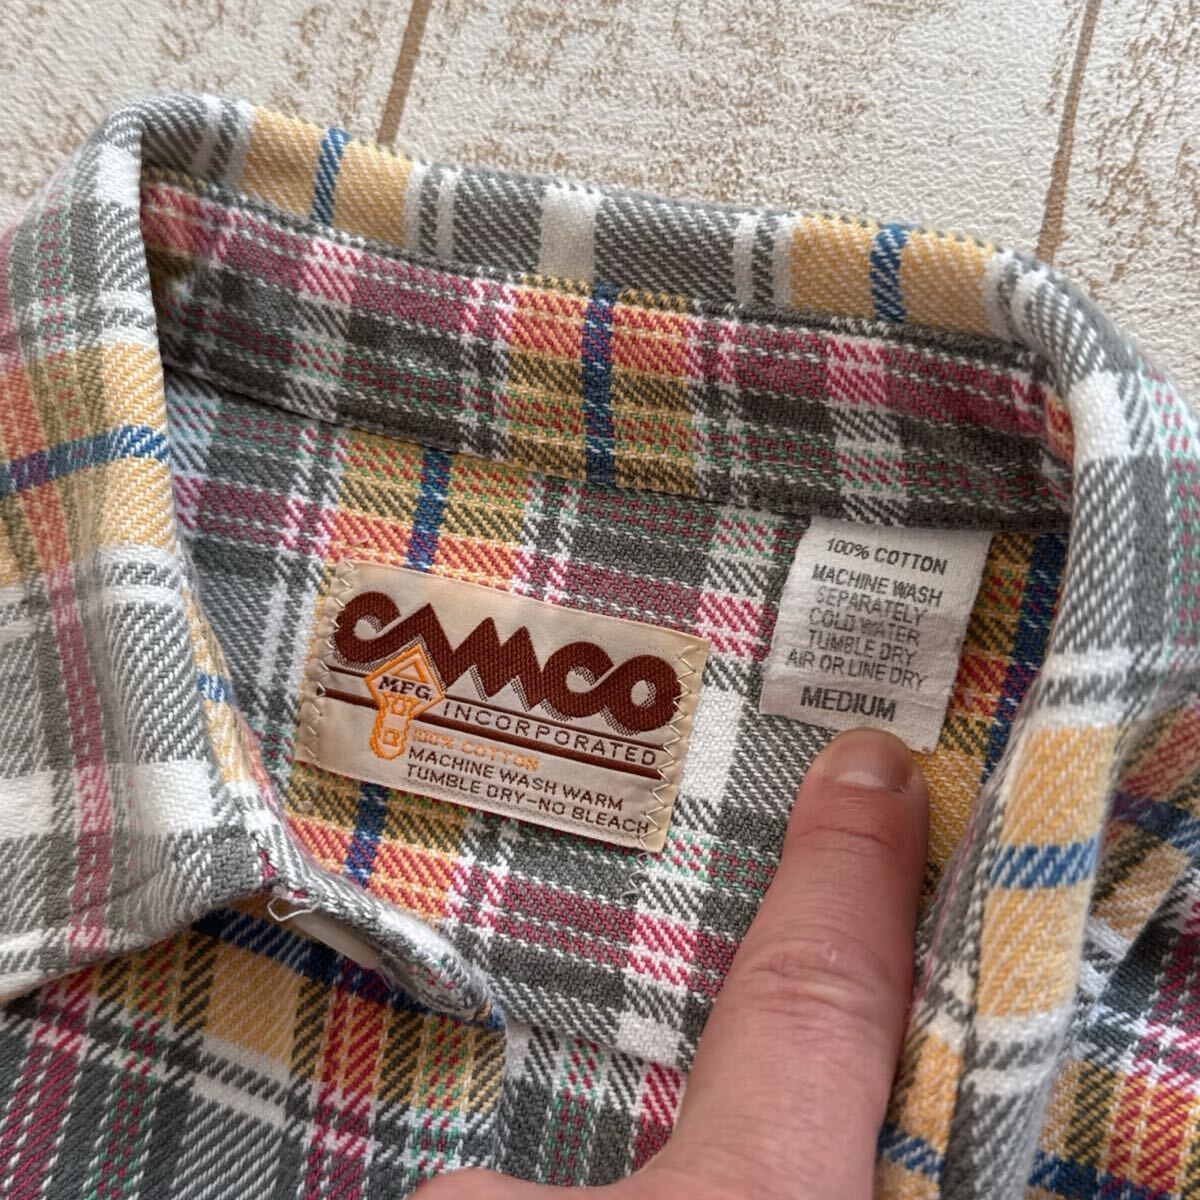 CAMCO
MFG.
INCORPORATED
100% COTTON
MACHINE WASH WARM
TUMBLE DRY-NO BLEACH
100% COTTON
MACHINE WASH
SEPARATELY
COLD WATER
TUMBLE DRY
AIR OR LINE DRY
MEDIUM